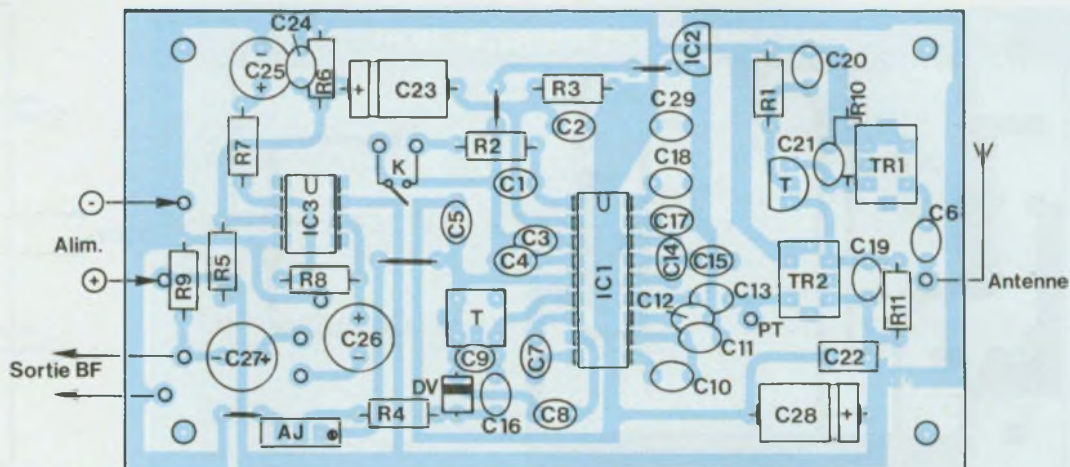 C24
C25
R6
+
C23
R3
IC2
C20
R1
R10
C29
C2
R7
R2
K
C21
TR1
T
T
C18
C1
IC3
C5
C17
C6
-
C3
C4
C14
C15
IC1
Alim.
R5
R9
R8
+
TR2
C19
R11
Antenne
C12
C13
PT
T
C26
+
-
C11
- C27 +
C9
C7
C22
Sortie BF
C10
DV
C16
R4
C8
C28
+
AJ